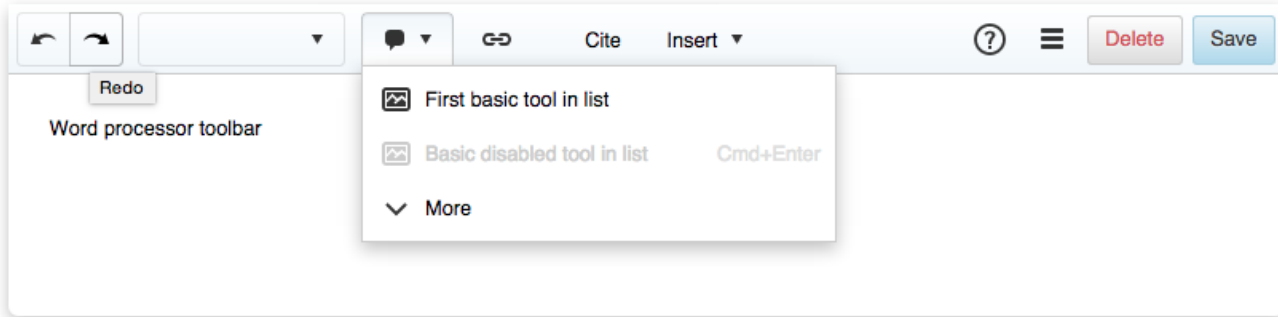 Cite Insert Delete Save
Redo
First basic tool in list
Word processor toolbar
Basic disabled tool in list Cmd+Enter
More